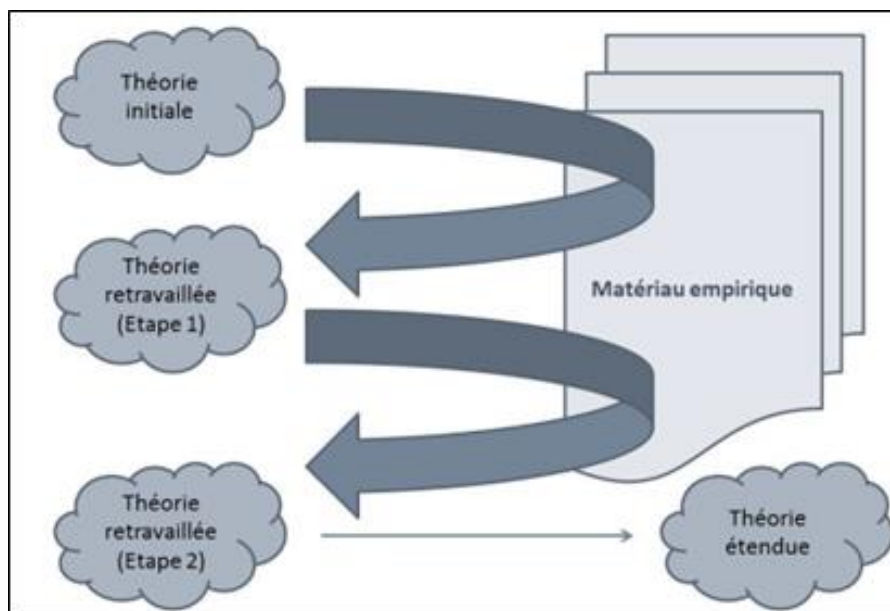 Théorie
initiale
Théorie
retravaillée
(Etape 1)
Matériau empirique
Théorie
retravaillée
(Etape 2)
Théorie
étendue